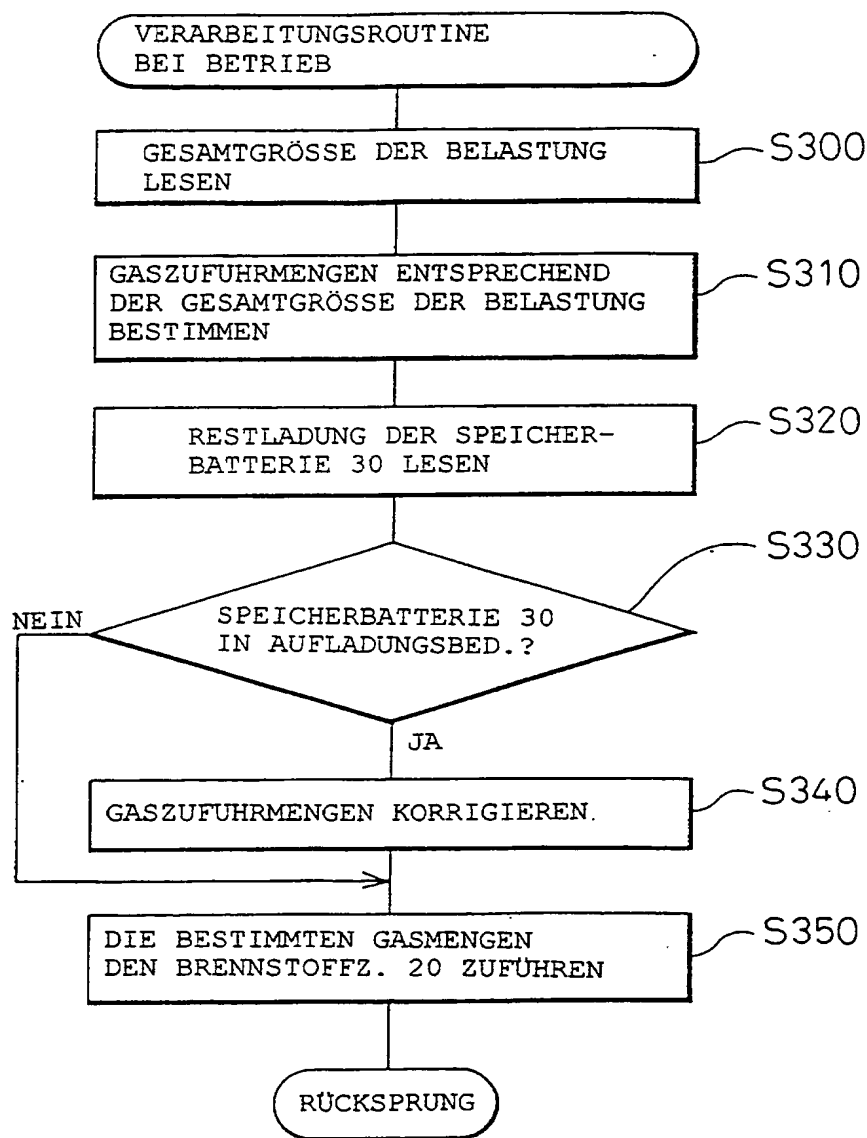 VERARBEITUNGSROUTINE
BEI BETRIEB
GESAMTGRÖSSE DER BELASTUNG
LESEN
S300
GASZUFUHRMENGEN ENTSPRECHEND
DER GESAMTGRÖSSE DER BELASTUNG
BESTIMMEN
S310
RESTLADUNG DER SPEICHER-
BATTERIE 30 LESEN
S320
SPEICHERBATTERIE 30
IN AUFLADUNGSBED.?
S330
NEIN
JA
GASZUFUHRMENGEN KORRIGIEREN.
S340
DIE BESTIMMTEN GASMENGEN
DEN BRENNSTOFFZ. 20 ZUFÜHREN
S350
RÜCKSPRUNG